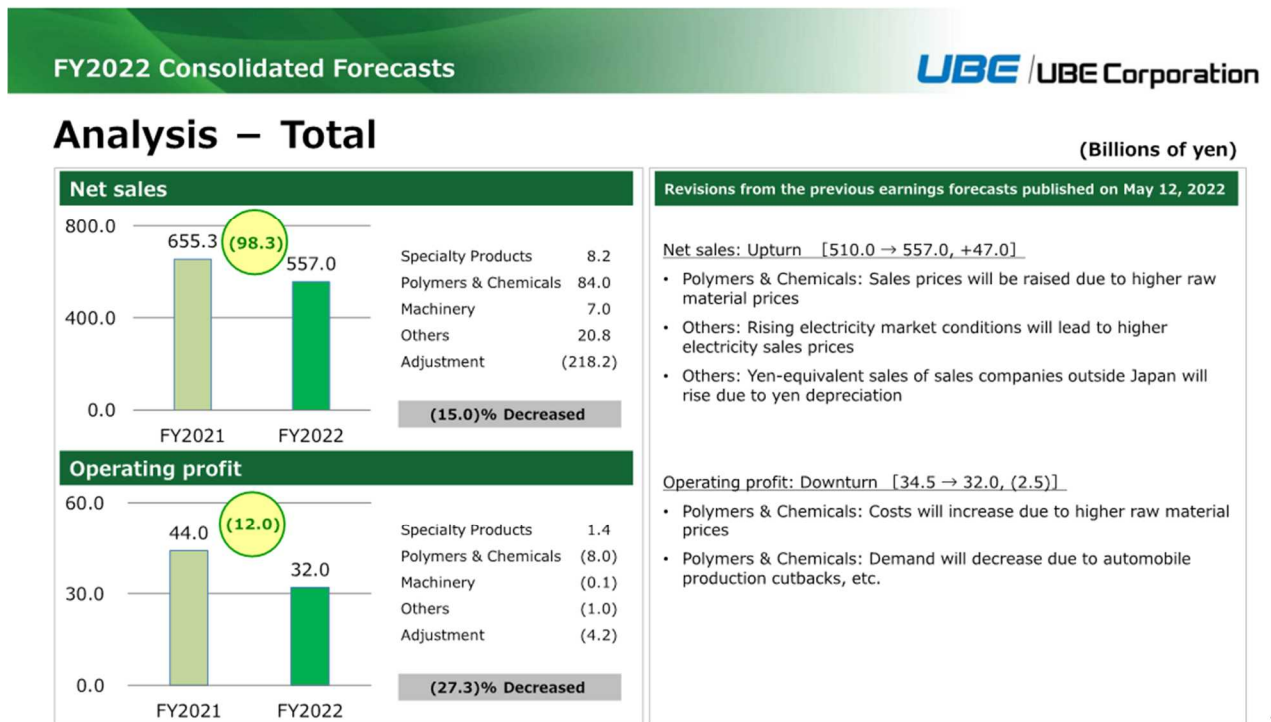 FY2022 Consolidated Forecasts
UBE | UBE Corporation
Analysis – Total
(Billions of yen)
Net sales
800.0
400.0
0.0
655.3
(98.3)
557.0
FY2021
FY2022
Specialty Products 8.2
Polymers & Chemicals 84.0
Machinery 7.0
Others 20.8
Adjustment (218.2)
(15.0)% Decreased
Operating profit
60.0
30.0
0.0
44.0
(12.0)
32.0
FY2021
FY2022
Specialty Products 1.4
Polymers & Chemicals (8.0)
Machinery (0.1)
Others (1.0)
Adjustment (4.2)
(27.3)% Decreased
Revisions from the previous earnings forecasts published on May 12, 2022
Net sales: Upturn [510.0 → 557.0, +47.0]
• Polymers & Chemicals: Sales prices will be raised due to higher raw
material prices
• Others: Rising electricity market conditions will lead to higher
electricity sales prices
• Others: Yen-equivalent sales of sales companies outside Japan will
rise due to yen depreciation
Operating profit: Downturn [34.5 → 32.0, (2.5)]
• Polymers & Chemicals: Costs will increase due to higher raw material
prices
• Polymers & Chemicals: Demand will decrease due to automobile
production cutbacks, etc.